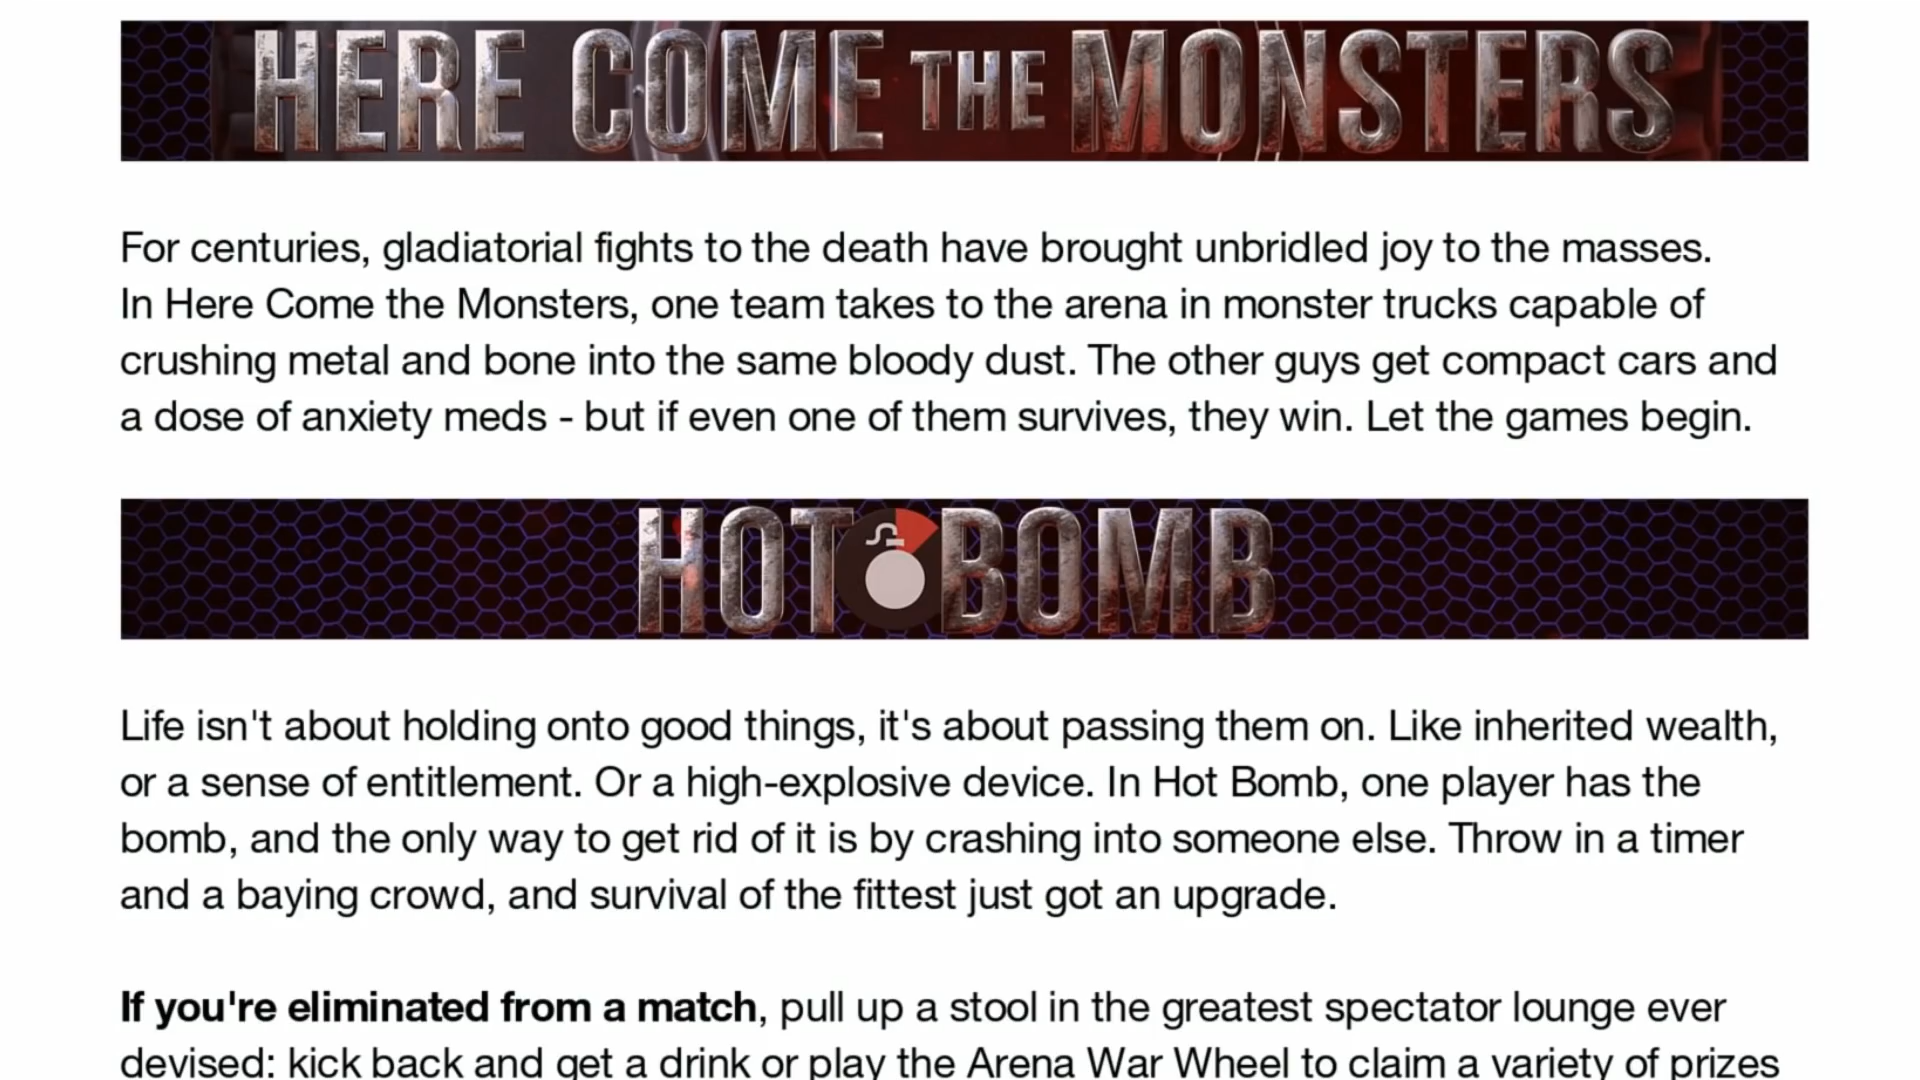 HERE COME THE MONSTERS
For centuries, gladiatorial fights to the death have brought unbridled joy to the masses.
In Here Come the Monsters, one team takes to the arena in monster trucks capable of
crushing metal and bone into the same bloody dust. The other guys get compact cars and
a dose of anxiety meds - but if even one of them survives, they win. Let the games begin.
HOT BOMB
Life isn't about holding onto good things, it's about passing them on. Like inherited wealth,
or a sense of entitlement. Or a high-explosive device. In Hot Bomb, one player has the
bomb, and the only way to get rid of it is by crashing into someone else. Throw in a timer
and a baying crowd, and survival of the fittest just got an upgrade.
If you're eliminated from a match, pull up a stool in the greatest spectator lounge ever
devised: kick back and get a drink or play the Arena War Wheel to claim a variety of prizes